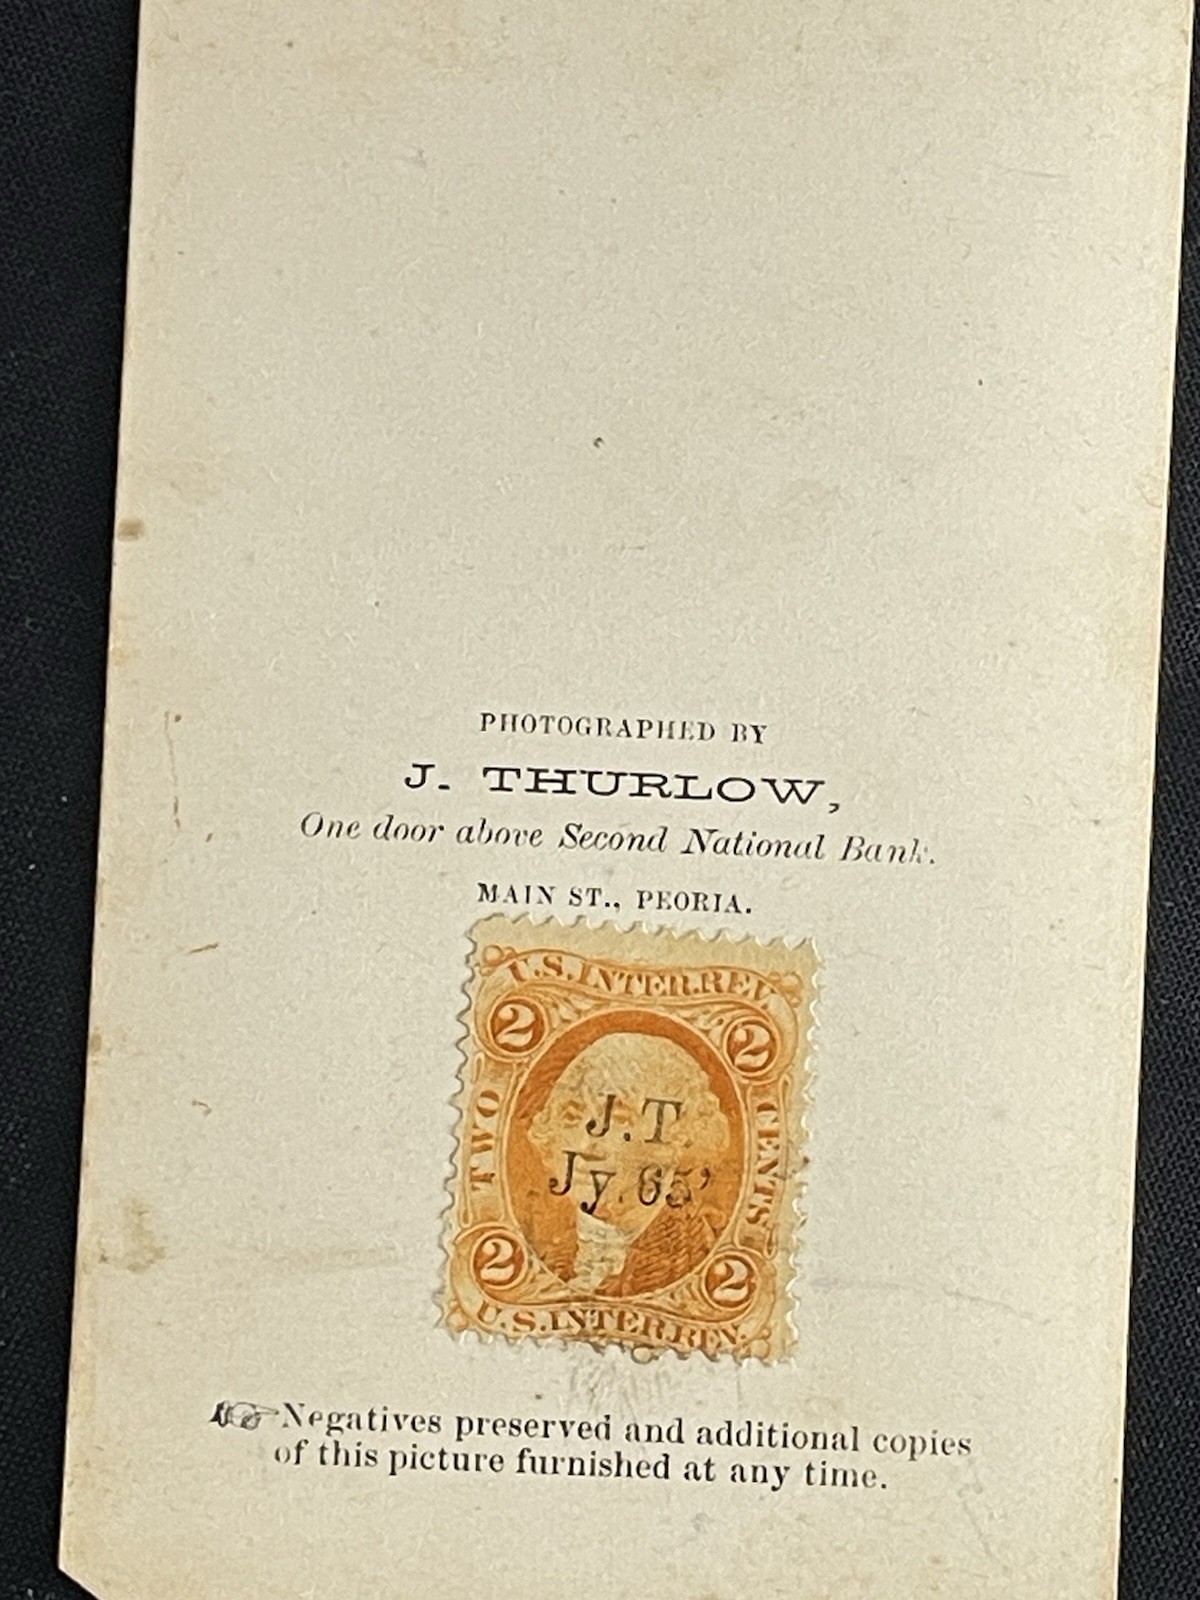 PHOTOGRAPHED BY
J. THURLOW,
One door above Second National Bank.
MAIN ST., PEORIA.
U.S. INTER. REV.
2 2
TWO CENTS
J.T.
Jy. 65'
2 2
U.S. INTER. REV.
Negatives preserved and additional copies
of this picture furnished at any time.